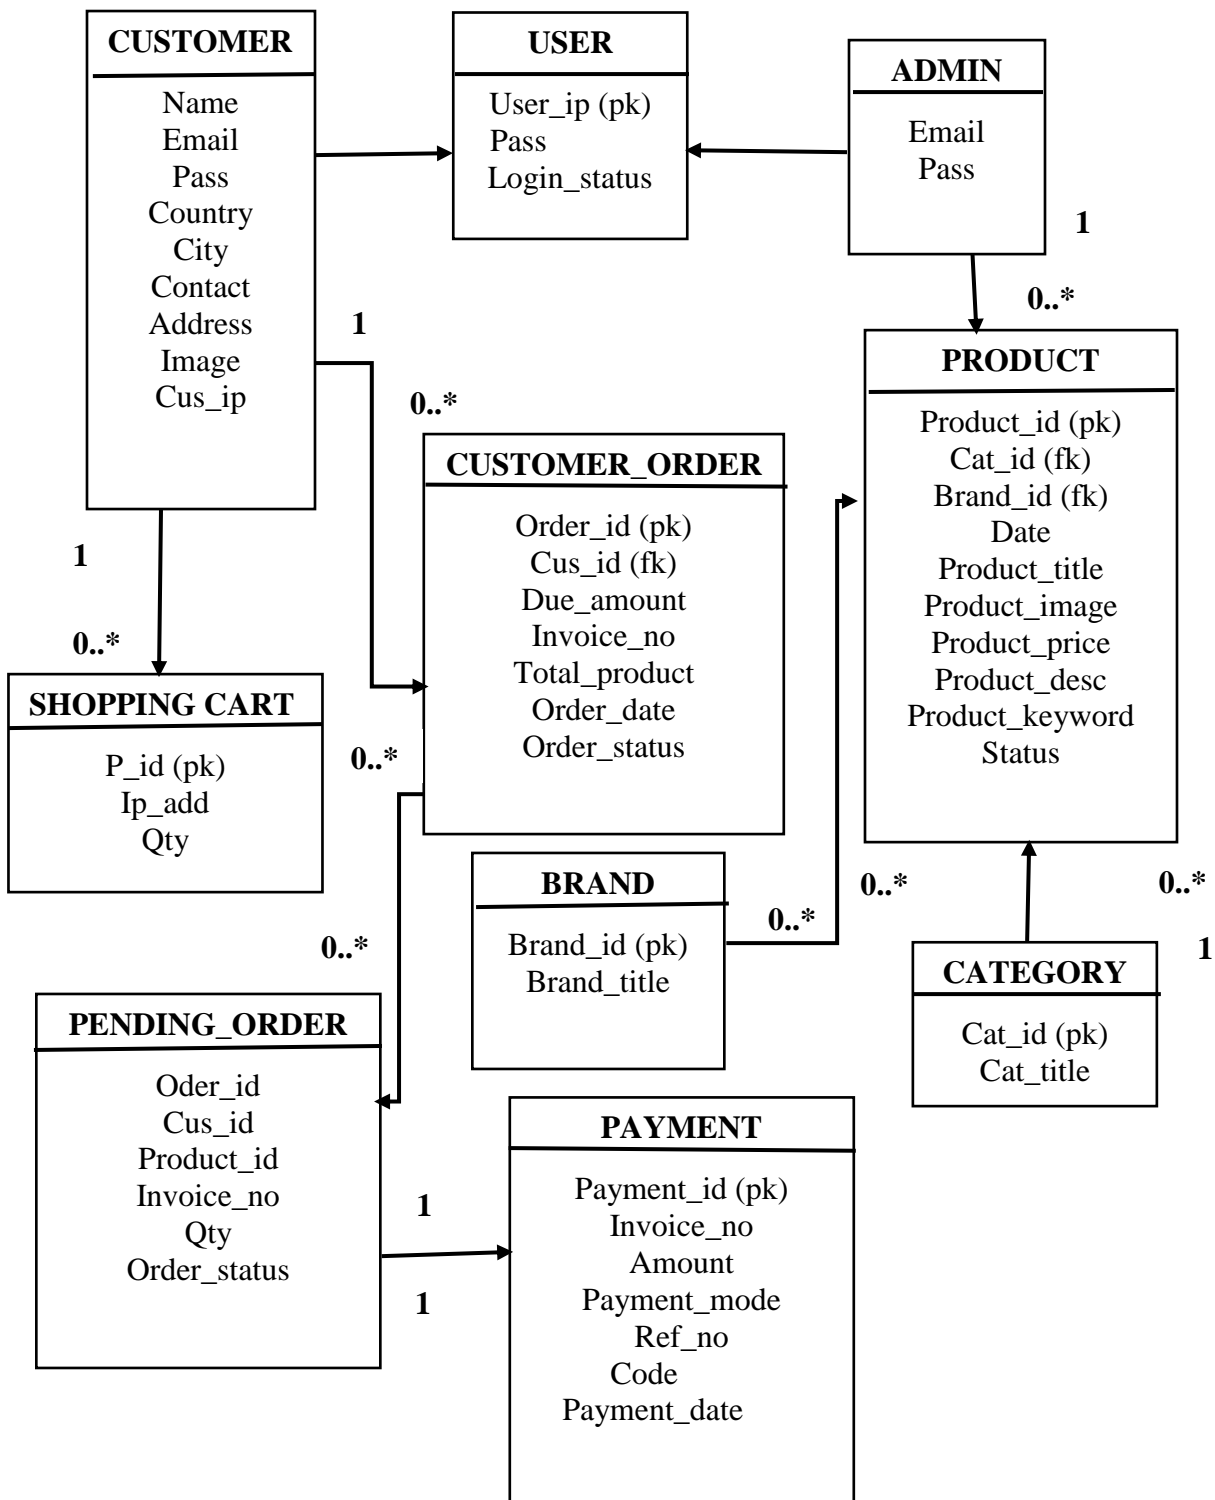 CUSTOMER
Name
Email
Pass
Country
City
Contact
Address
Image
Cus_ip
USER
User_ip (pk)
Pass
Login_status
ADMIN
Email
Pass
1
0..*
1
0..*
PRODUCT
Product_id (pk)
Cat_id (fk)
Brand_id (fk)
Date
Product_title
Product_image
Product_price
Product_desc
Product_keyword
Status
CUSTOMER_ORDER
Order_id (pk)
Cus_id (fk)
Due_amount
Invoice_no
Total_product
Order_date
Order_status
1
0..*
SHOPPING CART
P_id (pk)
Ip_add
Qty
0..*
0..*
BRAND
Brand_id (pk)
Brand_title
0..*
0..*
0..*
1
CATEGORY
Cat_id (pk)
Cat_title
PENDING_ORDER
Oder_id
Cus_id
Product_id
Invoice_no
Qty
Order_status
1
1
PAYMENT
Payment_id (pk)
Invoice_no
Amount
Payment_mode
Ref_no
Code
Payment_date